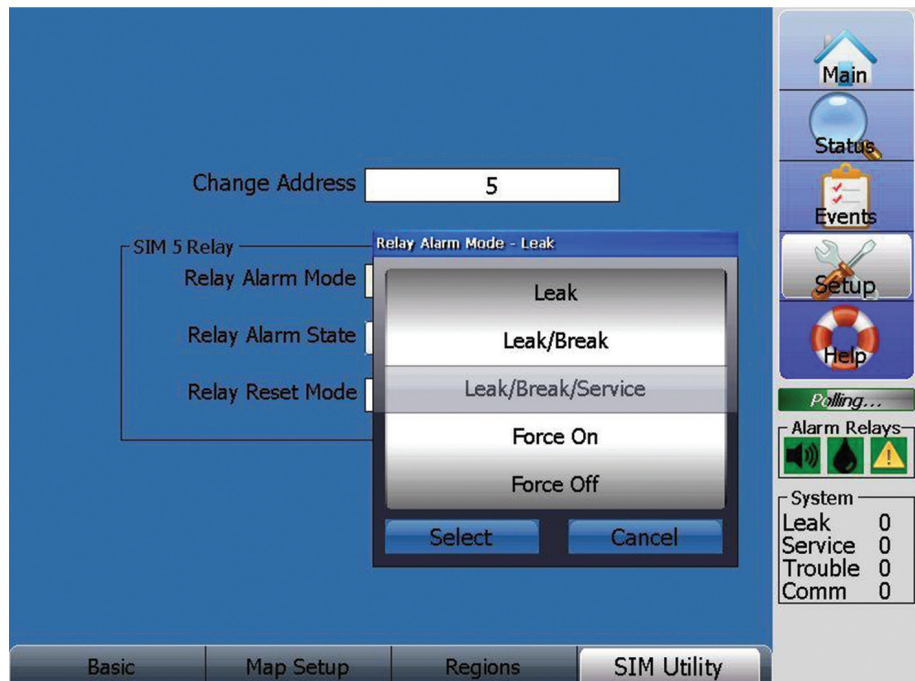 Change Address 5
SIM 5 Relay
Relay Alarm Mode
Relay Alarm State
Relay Reset Mode
Relay Alarm Mode - Leak
Leak
Leak/Break
Leak/Break/Service
Force On
Force Off
Select Cancel
Main
Status
Events
Setup
Help
Polling...
Alarm Relays
System
Leak 0
Service 0
Trouble 0
Comm 0
Basic Map Setup Regions SIM Utility